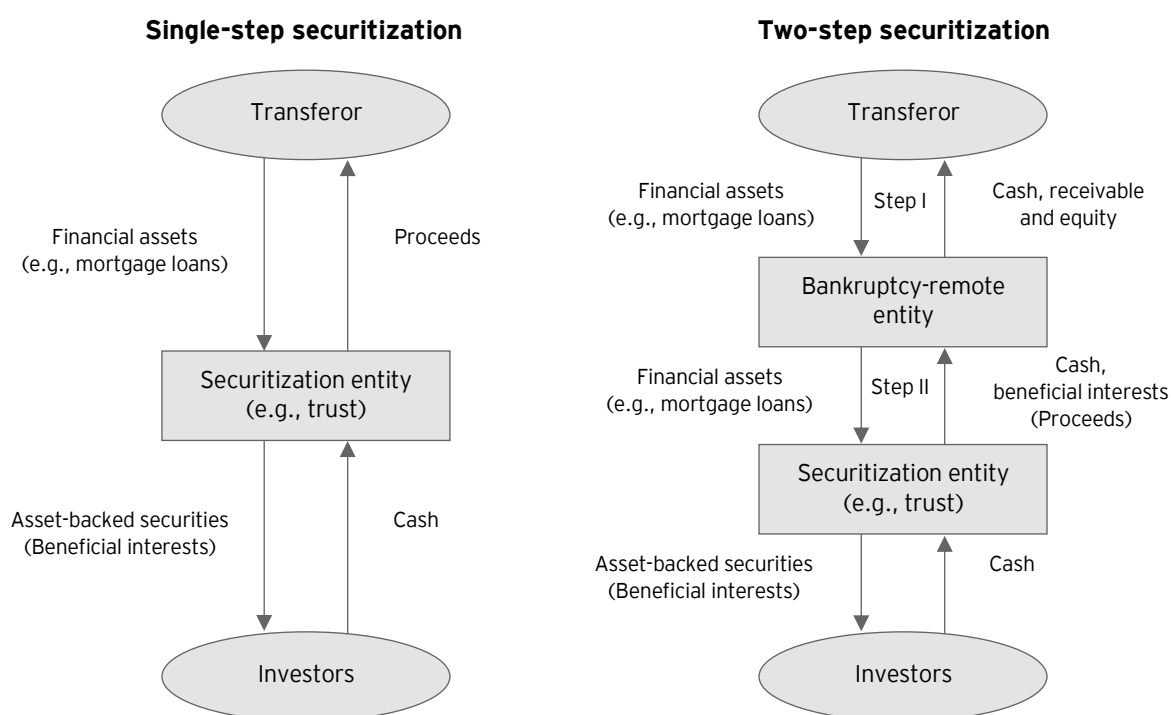 Single-step securitization
Transferor
Financial assets
(e.g., mortgage loans)
Proceeds
Securitization entity
(e.g., trust)
Asset-backed securities
(Beneficial interests)
Cash
Investors
Two-step securitization
Transferor
Financial assets
(e.g., mortgage loans)
Step I
Cash, receivable
and equity
Bankruptcy-remote
entity
Financial assets
(e.g., mortgage loans)
Step II
Cash,
beneficial interests
(Proceeds)
Securitization entity
(e.g., trust)
Asset-backed securities
(Beneficial interests)
Cash
Investors